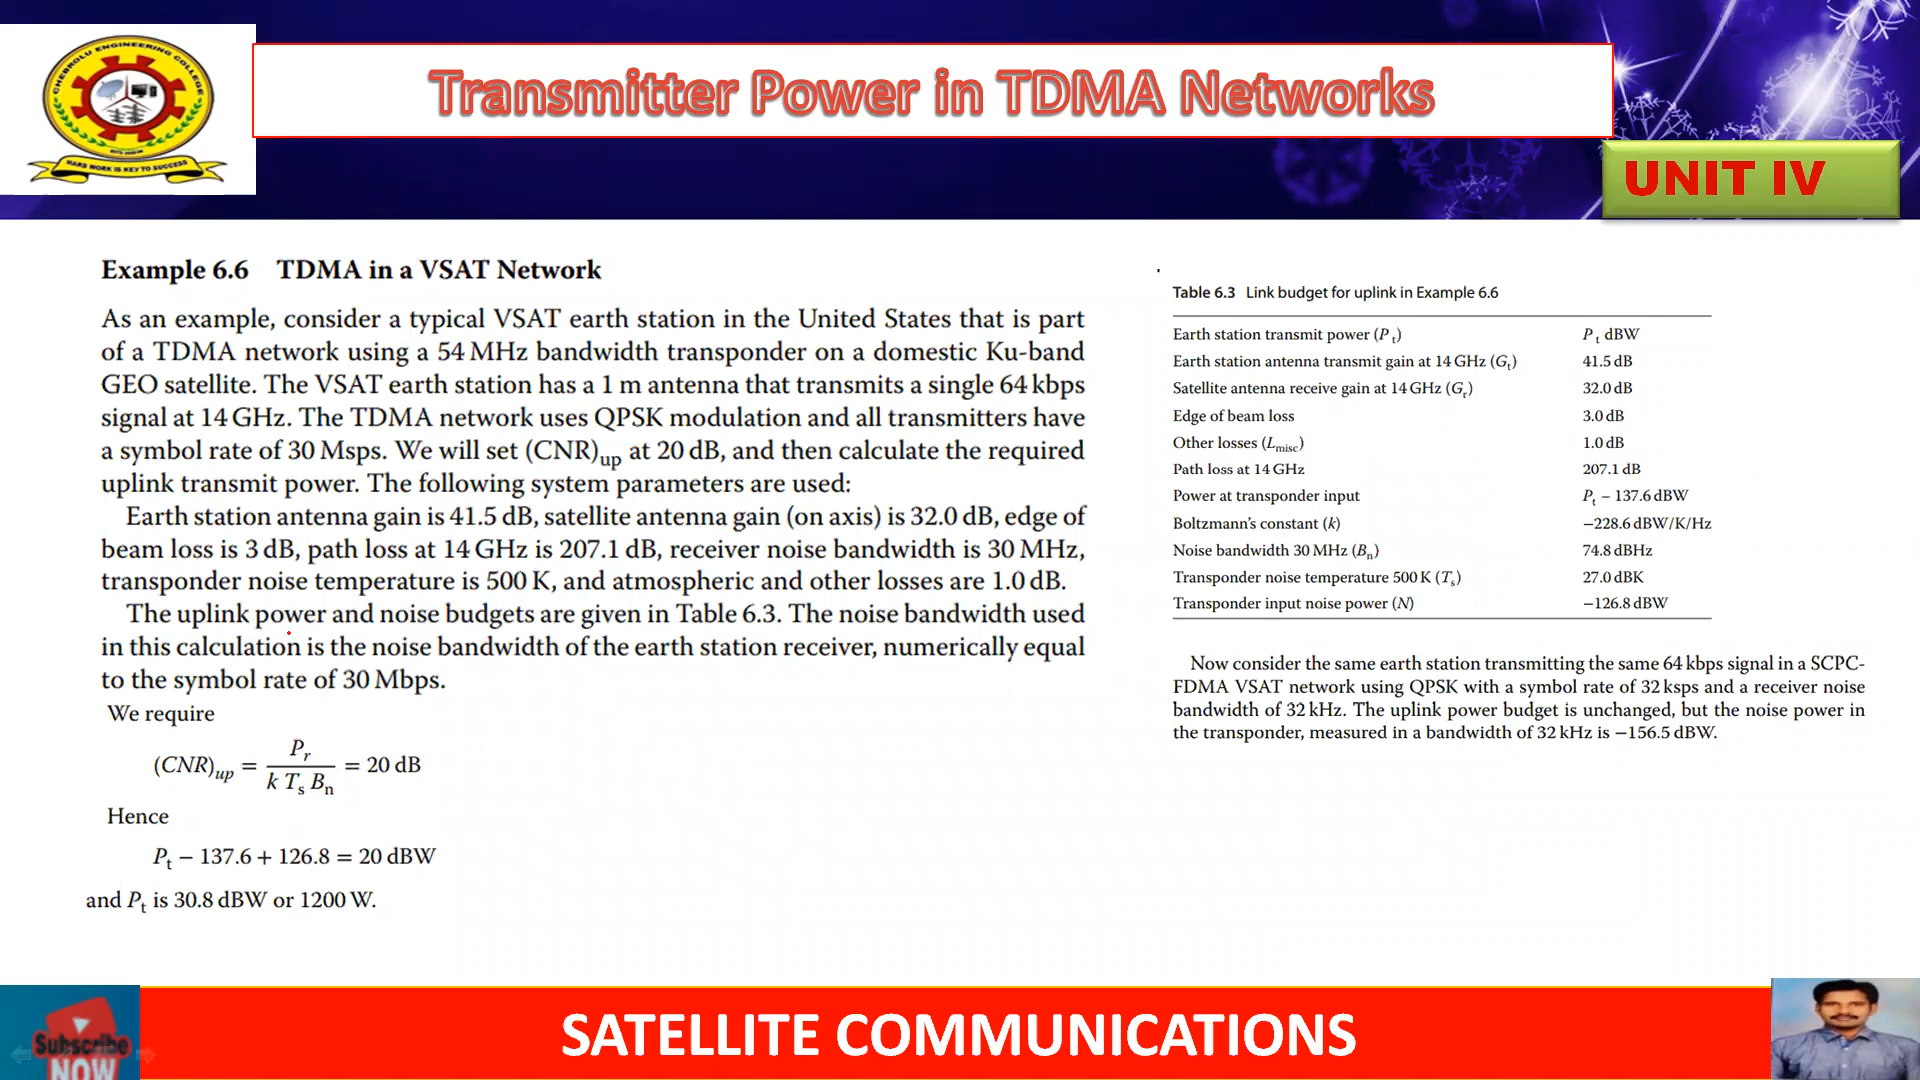 CHEBROLU ENGINEERING COLLEGE
HARD WORK IS KEY TO SUCCESS
Transmitter Power in TDMA Networks
UNIT IV
Example 6.6 TDMA in a VSAT Network
As an example, consider a typical VSAT earth station in the United States that is part
of a TDMA network using a 54 MHz bandwidth transponder on a domestic Ku-band
GEO satellite. The VSAT earth station has a 1 m antenna that transmits a single 64 kbps
signal at 14 GHz. The TDMA network uses QPSK modulation and all transmitters have
a symbol rate of 30 Msps. We will set (CNR)up at 20 dB, and then calculate the required
uplink transmit power. The following system parameters are used:
Earth station antenna gain is 41.5 dB, satellite antenna gain (on axis) is 32.0 dB, edge of
beam loss is 3 dB, path loss at 14 GHz is 207.1 dB, receiver noise bandwidth is 30 MHz,
transponder noise temperature is 500 K, and atmospheric and other losses are 1.0 dB.
The uplink power and noise budgets are given in Table 6.3. The noise bandwidth used
in this calculation is the noise bandwidth of the earth station receiver, numerically equal
to the symbol rate of 30 Mbps.
We require
(CNR)up = Pr / k Ts Bn = 20 dB
Hence
Pt − 137.6 + 126.8 = 20 dBW
and Pt is 30.8 dBW or 1200 W.
Table 6.3 Link budget for uplink in Example 6.6
Earth station transmit power (Pt) Pt dBW
Earth station antenna transmit gain at 14 GHz (Gt) 41.5 dB
Satellite antenna receive gain at 14 GHz (Gr) 32.0 dB
Edge of beam loss 3.0 dB
Other losses (Lmisc) 1.0 dB
Path loss at 14 GHz 207.1 dB
Power at transponder input Pt − 137.6 dBW
Boltzmann's constant (k) −228.6 dBW/K/Hz
Noise bandwidth 30 MHz (Bn) 74.8 dBHz
Transponder noise temperature 500 K (Ts) 27.0 dBK
Transponder input noise power (N) −126.8 dBW
Now consider the same earth station transmitting the same 64 kbps signal in a SCPC-
FDMA VSAT network using QPSK with a symbol rate of 32 ksps and a receiver noise
bandwidth of 32 kHz. The uplink power budget is unchanged, but the noise power in
the transponder, measured in a bandwidth of 32 kHz is −156.5 dBW.
Subscribe
NOW
SATELLITE COMMUNICATIONS